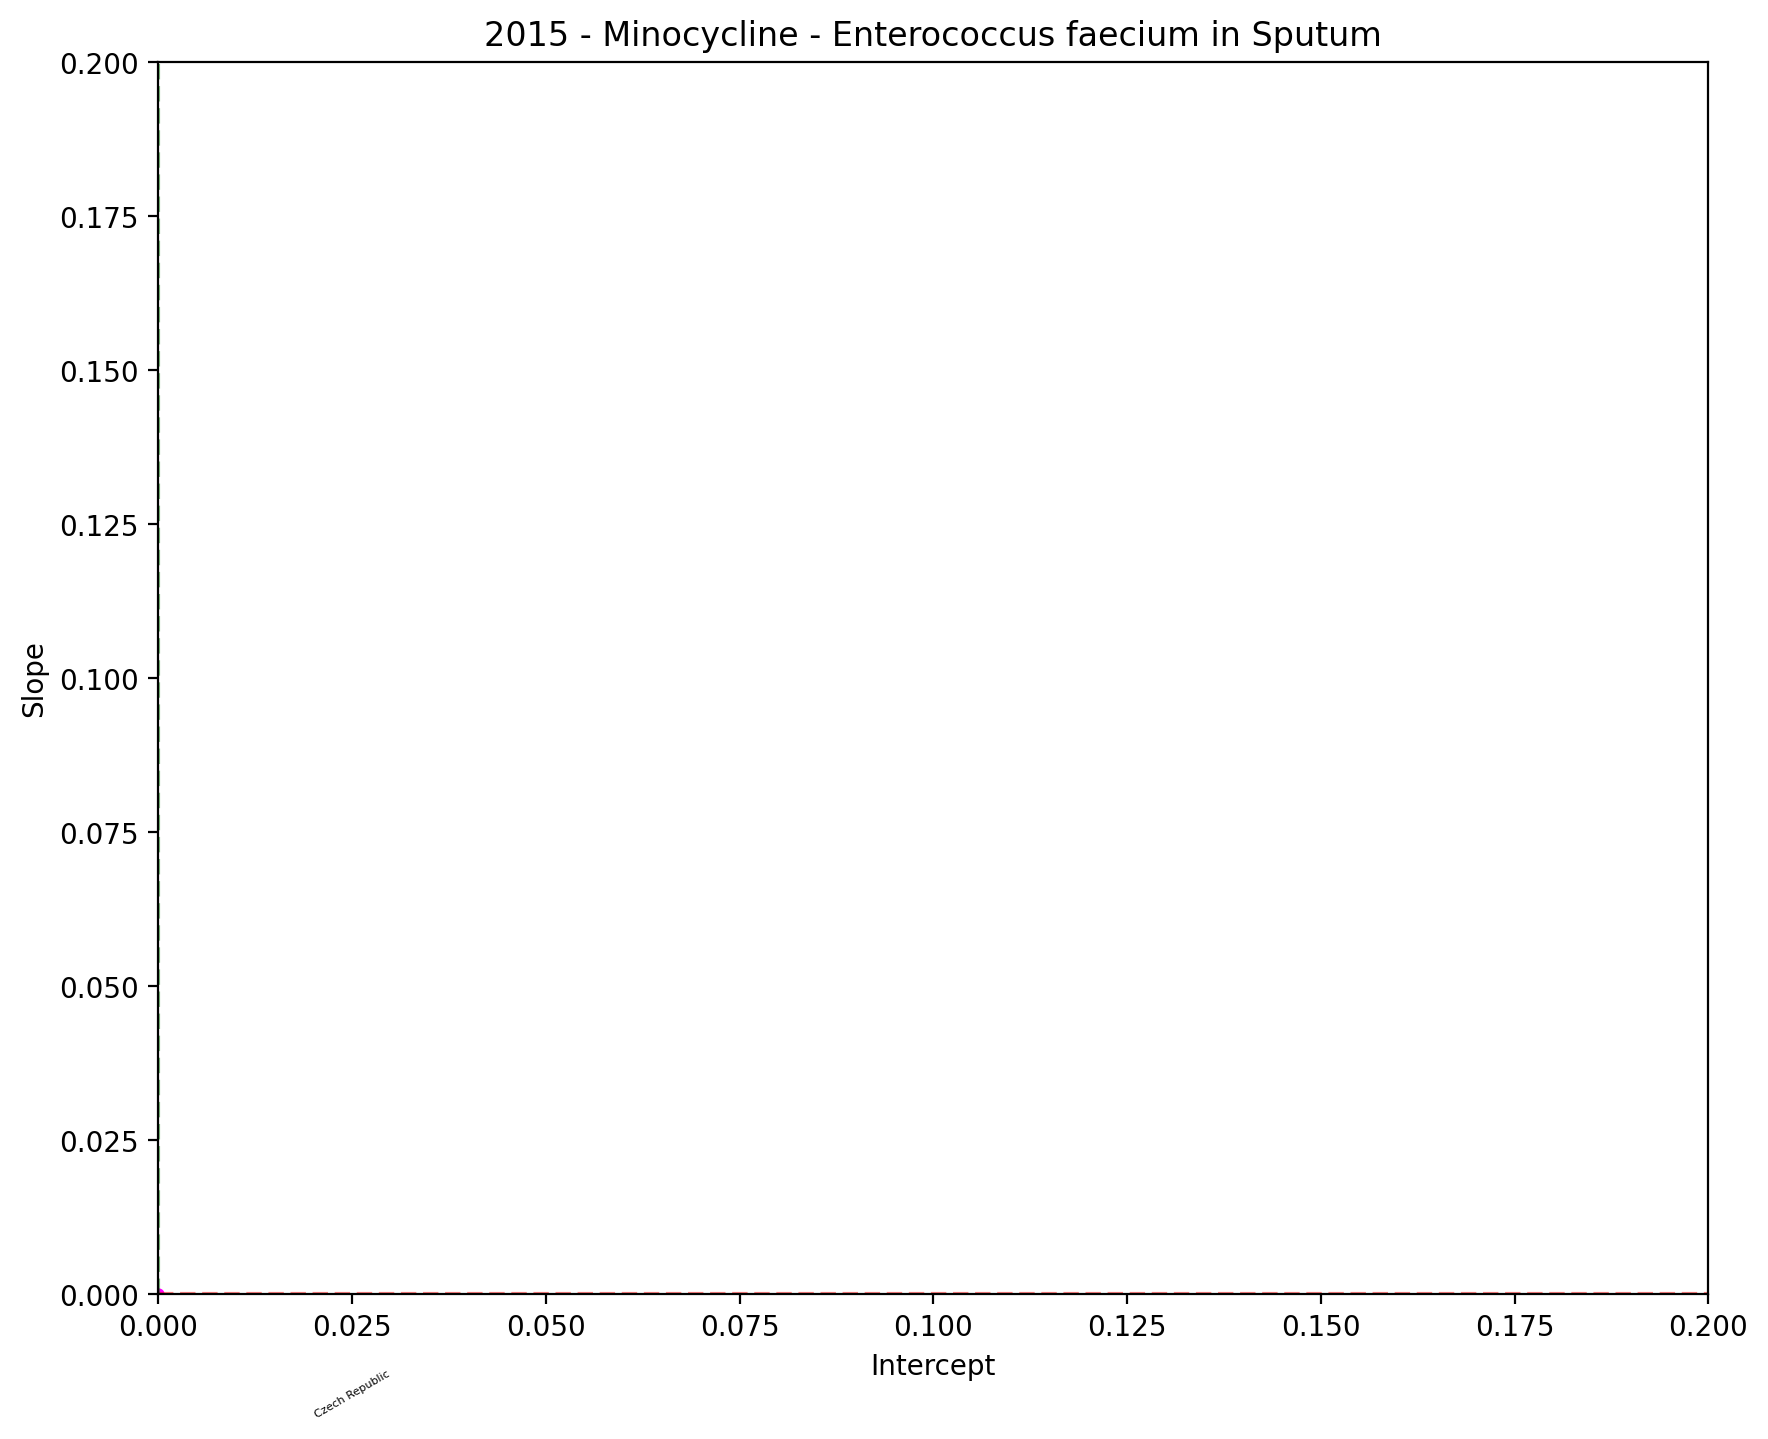 2015 - Minocycline - Enterococcus faecium in Sputum
0.200
0.175
0.150
0.125
0.100
0.075
0.050
0.025
0.000
Slope
0.000 0.025 0.050 0.075 0.100 0.125 0.150 0.175 0.200
Intercept
Czech Republic